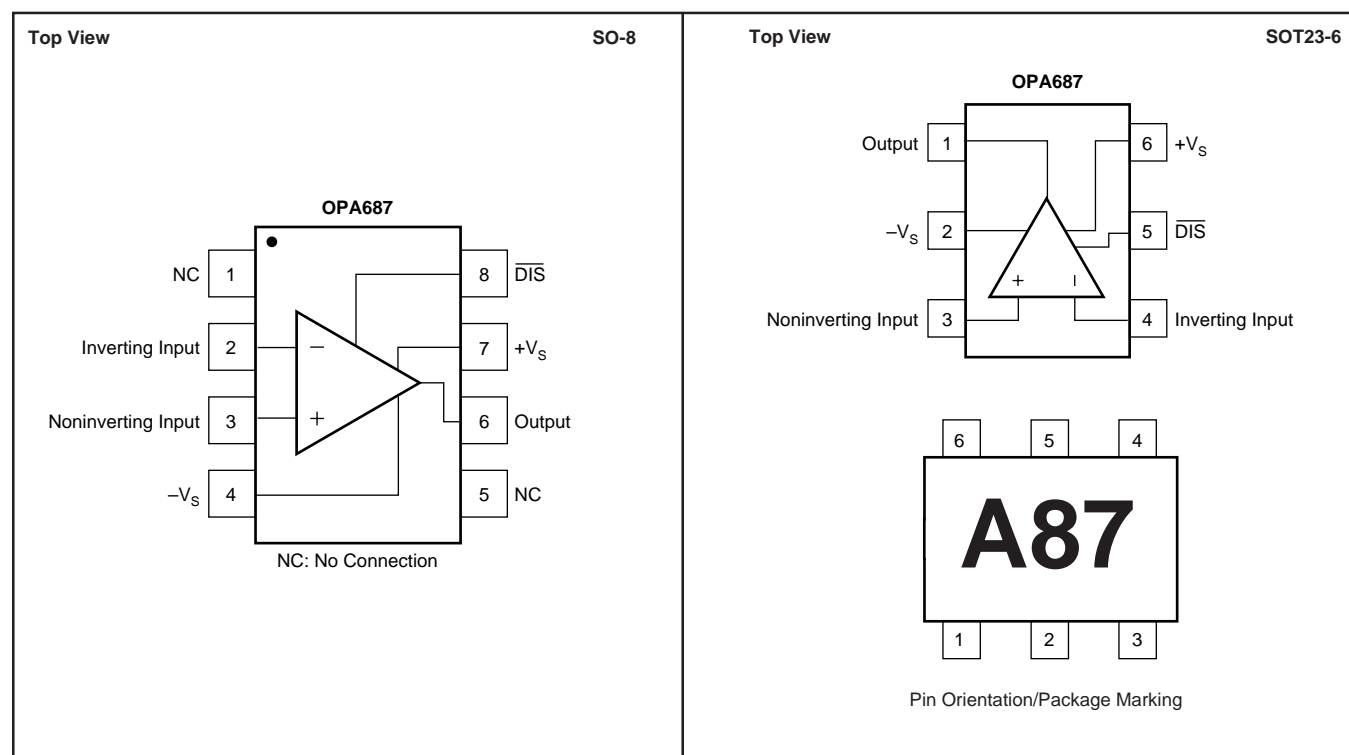 Top View
SO-8
OPA687
NC 1
8 D̅I̅S̅
Inverting Input 2
−
7 +VS
Noninverting Input 3
+
6 Output
–VS 4
5 NC
NC: No Connection
Top View
SOT23-6
OPA687
Output 1
6 +VS
–VS 2
5 D̅I̅S̅
+ −
Noninverting Input 3
4 Inverting Input
6 5 4
A87
1 2 3
Pin Orientation/Package Marking